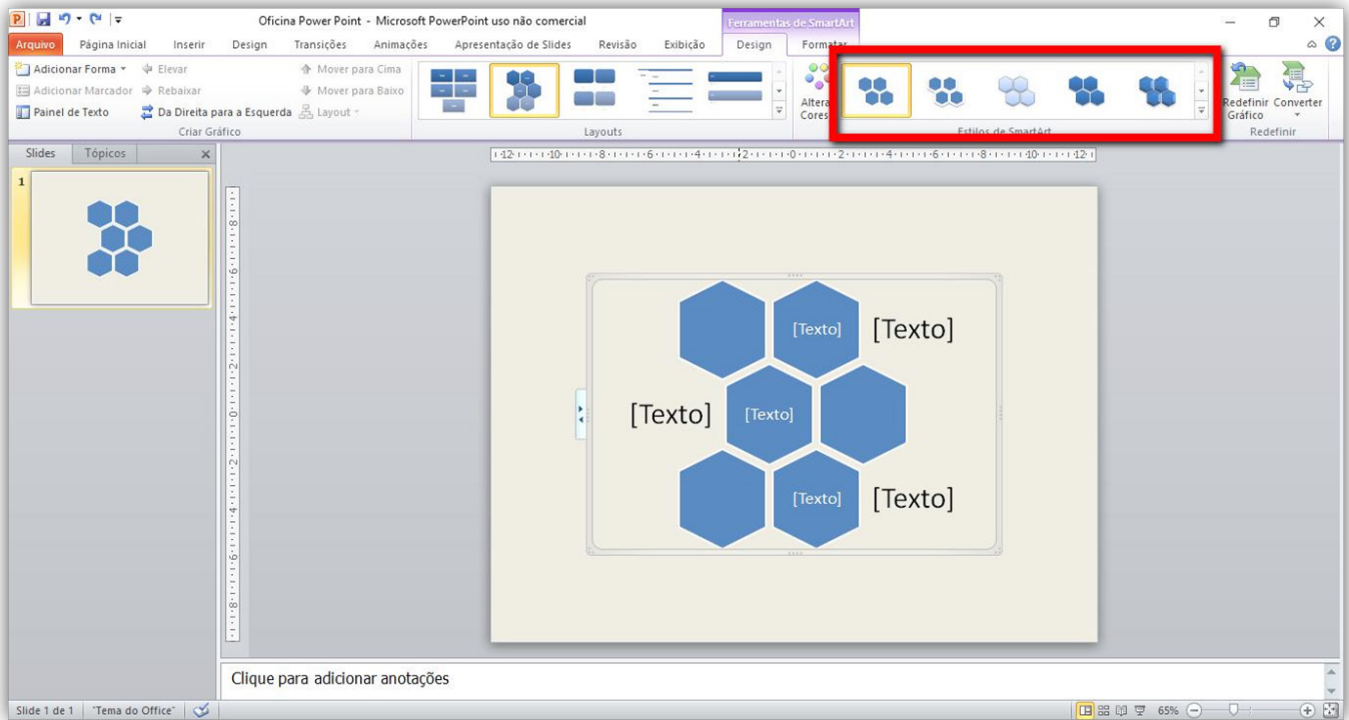 Oficina Power Point - Microsoft PowerPoint uso não comercial
Ferramentas de SmartArt
Arquivo Página Inicial Inserir Design Transições Animações Apresentação de Slides Revisão Exibição Design Formatar
Adicionar Forma Elevar Mover para Cima
Adicionar Marcador Rebaixar Mover para Baixo
Painel de Texto Da Direita para a Esquerda Layout
Criar Gráfico
Layouts
Cores
Estilos de SmartArt
Redefinir Gráfico
Converter
Redefinir
Slides Tópicos
1
[Texto] [Texto]
[Texto] [Texto]
[Texto] [Texto]
Clique para adicionar anotações
Slide 1 de 1 "Tema do Office" 65%